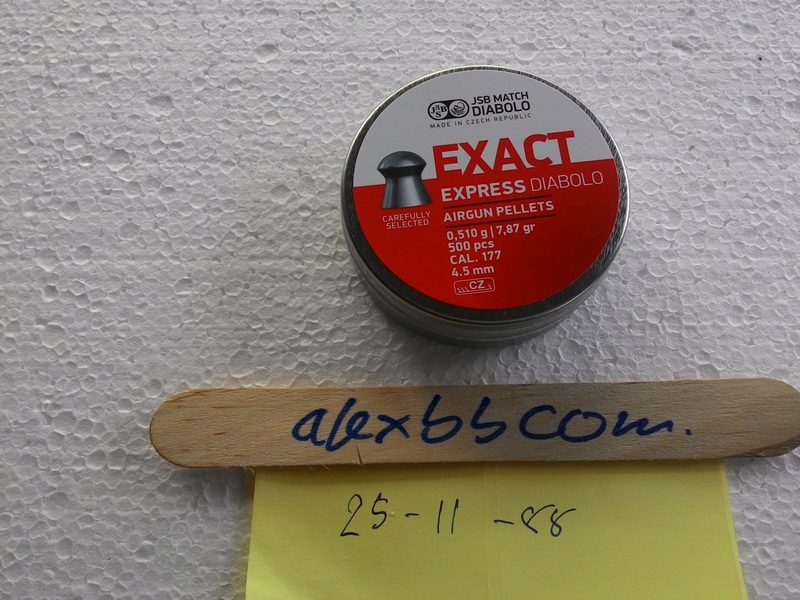 JSB
JSB MATCH
DIABOLO
MADE IN CZECH REPUBLIC
EXACT
EXPRESS DIABOLO
AIRGUN PELLETS
CAREFULLY
SELECTED
0,510 g | 7,87 gr
500 pcs
CAL. 177
4.5 mm
CZ
alexbbcom.
25-11-88